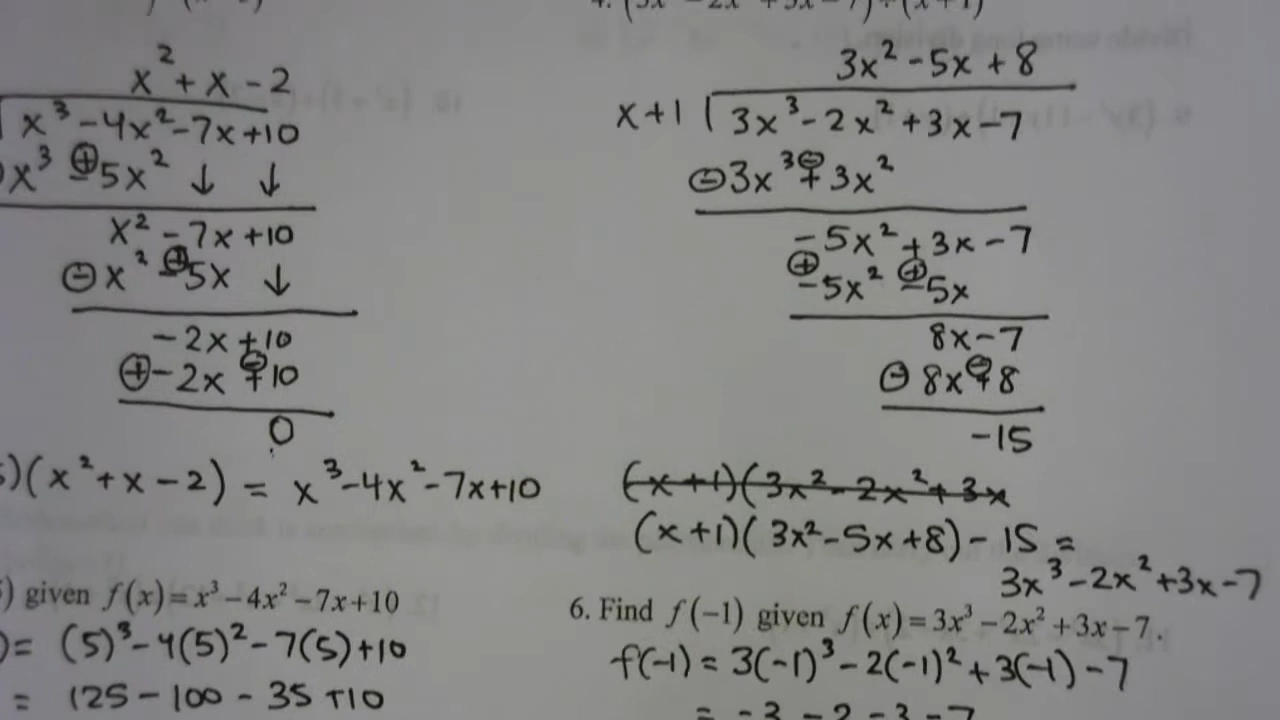 x² + x - 2
x³ - 4x² - 7x + 10
x³ - 5x² ↓ ↓
x² - 7x + 10
⊖ x² - 5x ↓
- 2x + 10
⊕ - 2x + 10
0
)(x² + x - 2) = x³ - 4x² - 7x + 10
) given f(x) = x³ - 4x² - 7x + 10
) = (5)³ - 4(5)² - 7(5) + 10
= 125 - 100 - 35 + 10
3x² - 5x + 8
x + 1 3x³ - 2x² + 3x - 7
⊖ 3x³ + 3x²
- 5x² + 3x - 7
⊕ - 5x² ⊕ - 5x
8x - 7
⊖ 8x ⊖ + 8
- 15
(x + 1)(3x² - 2x² + 3x
(x + 1)(3x² - 5x + 8) - 15 =
3x³ - 2x² + 3x - 7
6. Find f(-1) given f(x) = 3x³ - 2x² + 3x - 7.
f(-1) = 3(-1)³ - 2(-1)² + 3(-1) - 7
= - 3 - 2 - 3 - 7